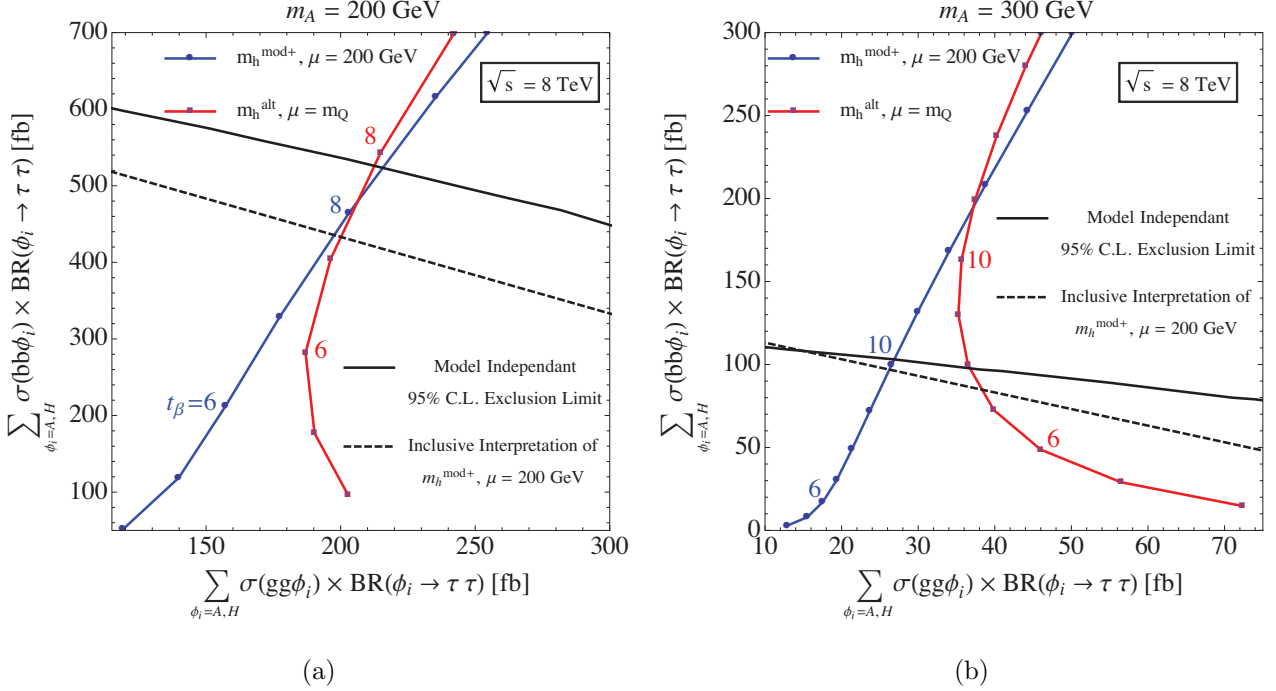 m_A = 200 GeV
700
600
500
400
300
200
100
∑ σ(bbϕ_i) × BR(ϕ_i → τ τ) [fb]
ϕ_i=A, H
m_h^mod+, μ = 200 GeV
m_h^alt, μ = m_Q
√s = 8 TeV
8
8
6
t_β=6
Model Independant
95% C.L. Exclusion Limit
Inclusive Interpretation of
m_h^mod+, μ = 200 GeV
150 200 250 300
∑ σ(ggϕ_i) × BR(ϕ_i → τ τ) [fb]
ϕ_i=A, H
(a)
m_A = 300 GeV
300
250
200
150
100
50
0
∑ σ(bbϕ_i) × BR(ϕ_i → τ τ) [fb]
ϕ_i=A, H
m_h^mod+, μ = 200 GeV
m_h^alt, μ = m_Q
√s = 8 TeV
Model Independant
95% C.L. Exclusion Limit
Inclusive Interpretation of
m_h^mod+, μ = 200 GeV
10
10
6
6
10 20 30 40 50 60 70
∑ σ(ggϕ_i) × BR(ϕ_i → τ τ) [fb]
ϕ_i=A, H
(b)